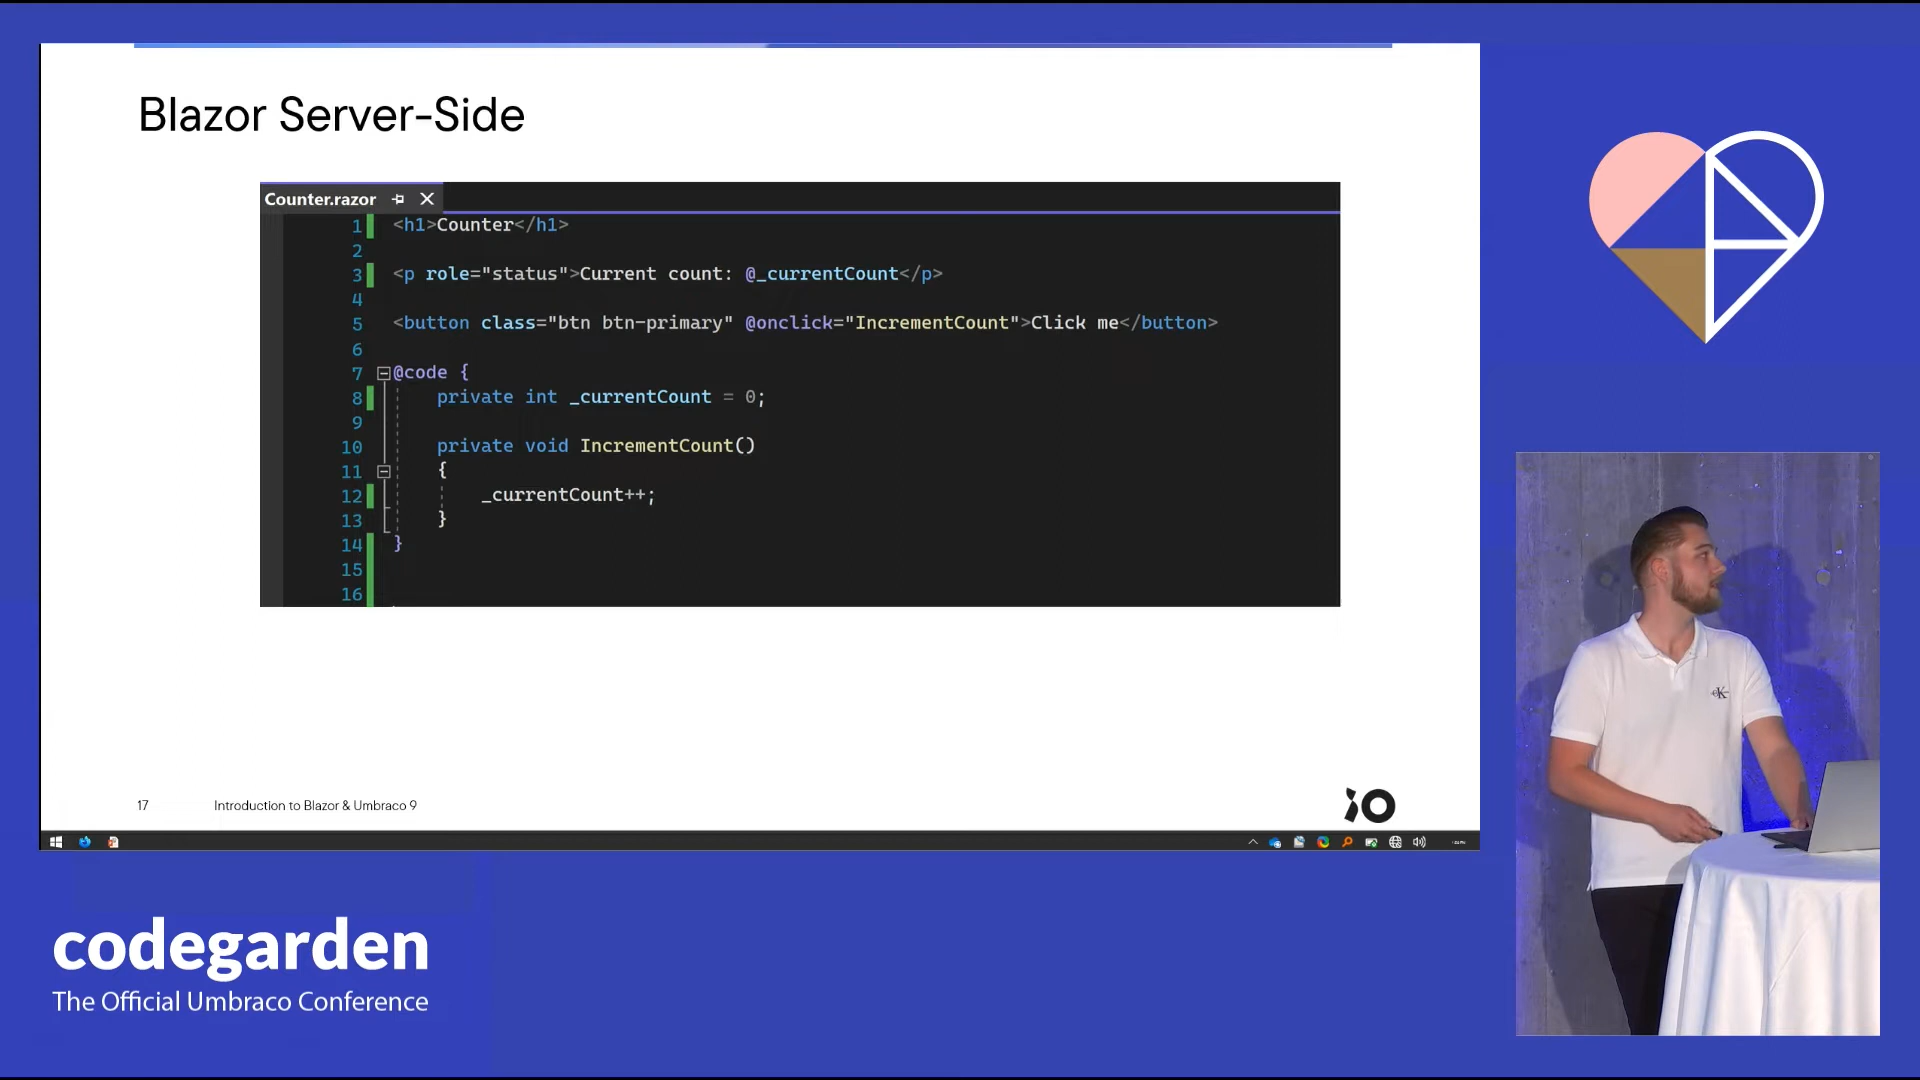 Blazor Server-Side
Counter.razor
1 <h1>Counter</h1>
2
3 <p role="status">Current count: @_currentCount</p>
4
5 <button class="btn btn-primary" @onclick="IncrementCount">Click me</button>
6
7 @code {
8 private int _currentCount = 0;
9
10 private void IncrementCount()
11 {
12 _currentCount++;
13 }
14 }
15
16
17 Introduction to Blazor & Umbraco 9
iO
codegarden
The Official Umbraco Conference
CK